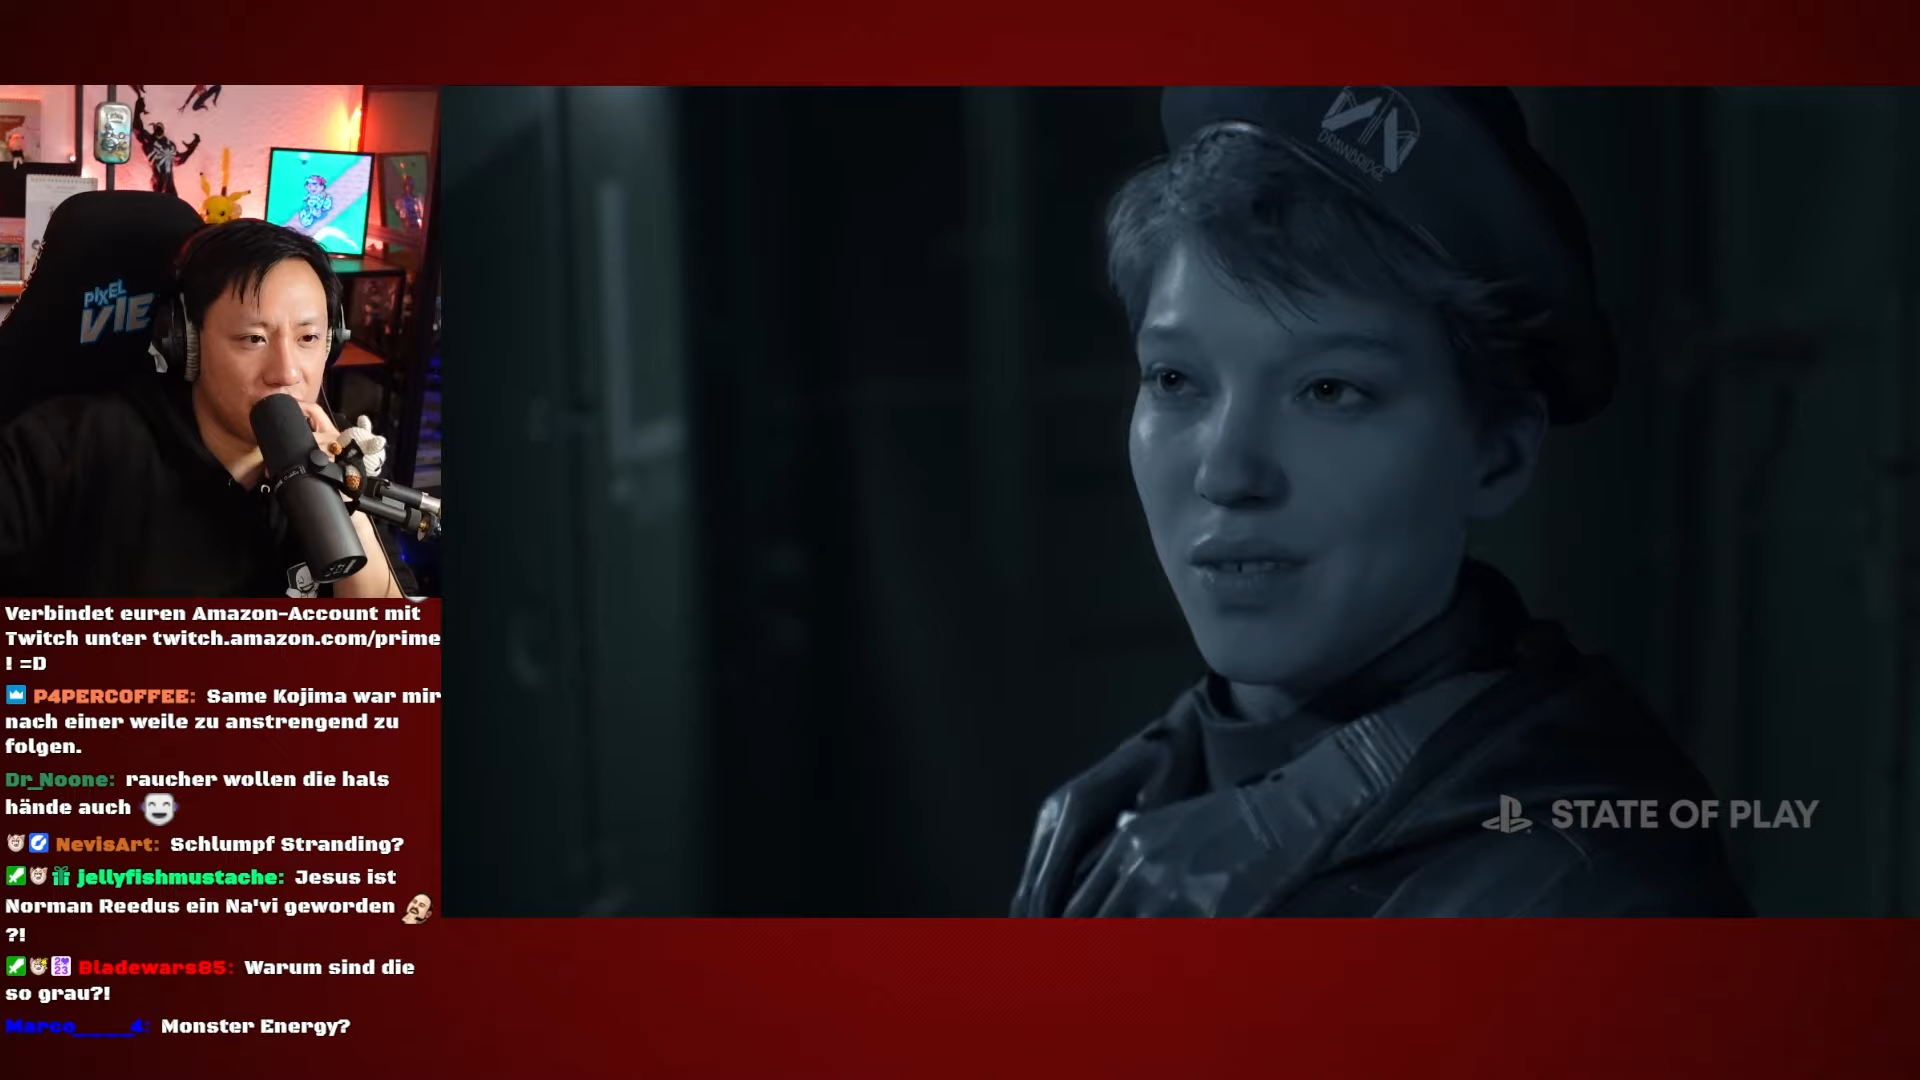 DRAWBRIDGE
PIXEL
VIE
Verbindet euren Amazon-Account mit
Twitch unter twitch.amazon.com/prime
! =D
P4PERCOFFEE: Same Kojima war mir
nach einer weile zu anstrengend zu
folgen.
Dr_Noone: raucher wollen die hals
hände auch
NevisArt: Schlumpf Stranding?
jellyfishmustache: Jesus ist
Norman Reedus ein Na'vi geworden
?!
Bladewars85: Warum sind die
so grau?!
Marco____4: Monster Energy?
STATE OF PLAY